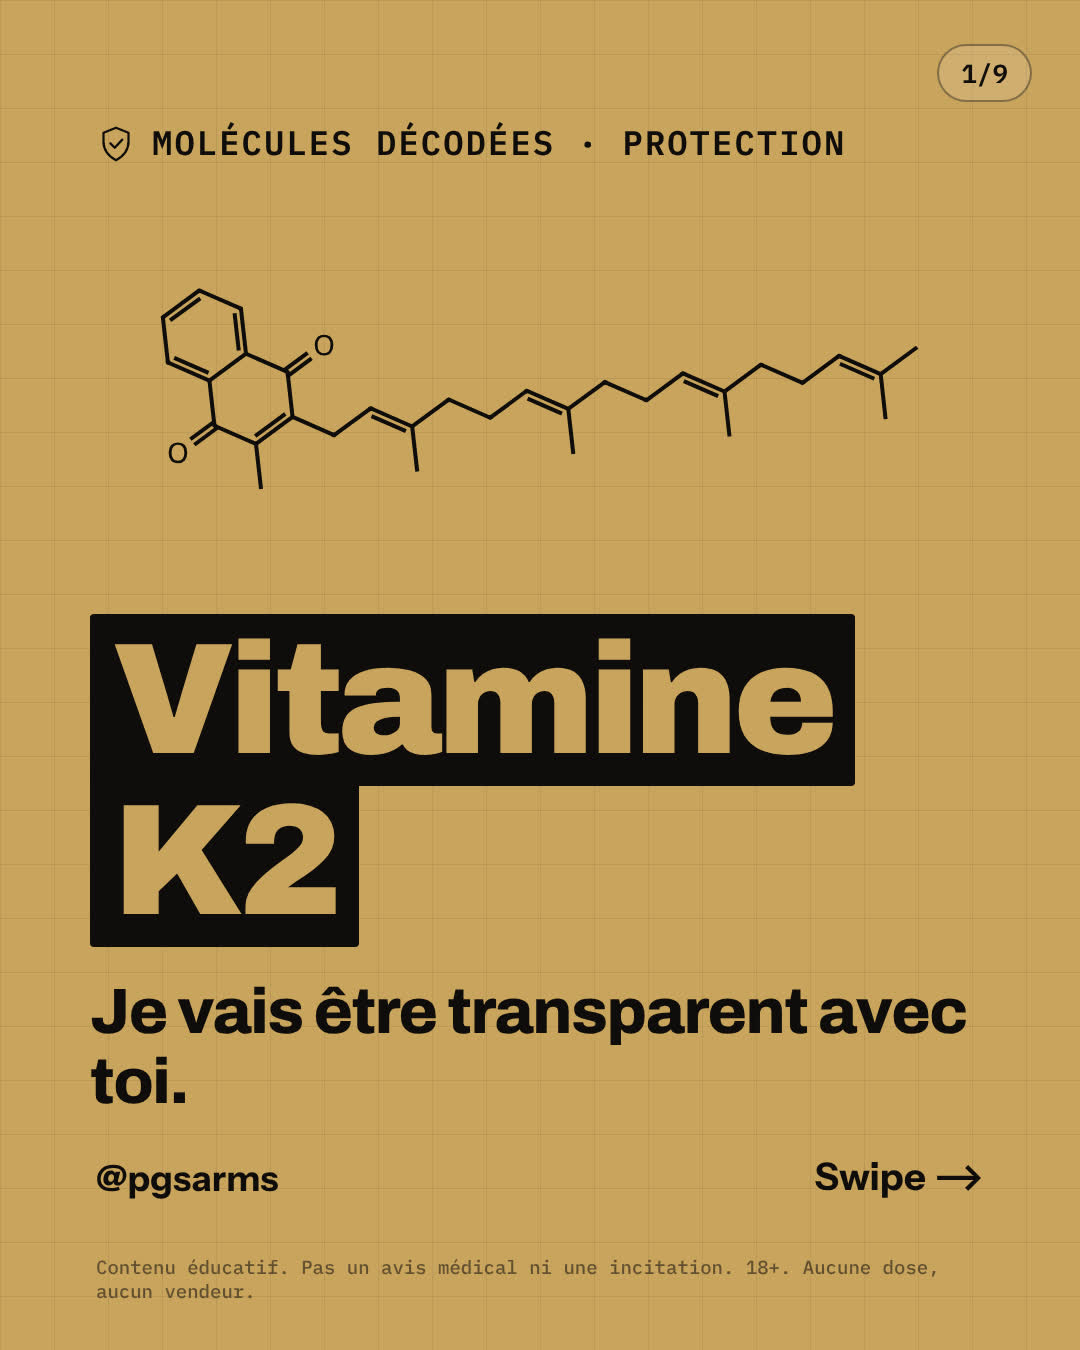 1/9
MOLÉCULES DÉCODÉES · PROTECTION
O
O
Vitamine
K2
Je vais être transparent avec
toi.
@pgsarms
Swipe →
Contenu éducatif. Pas un avis médical ni une incitation. 18+. Aucune dose,
aucun vendeur.